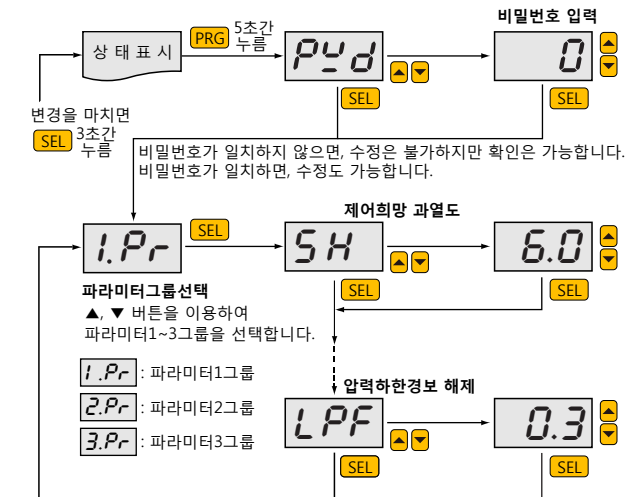 비밀번호 입력
상 태 표 시
PRG
5초간
누름
PYd
▲ ▼
0
▲
▼
SEL
SEL
변경을 마치면
SEL
3초간
누름
비밀번호가 일치하지 않으면, 수정은 불가하지만 확인은 가능합니다.
비밀번호가 일치하면, 수정도 가능합니다.
제어희망 과열도
1.Pr
SEL
SH
▲ ▼
6.0
▲
▼
파라미터그룹선택
SEL
SEL
▲, ▼ 버튼을 이용하여
파라미터1~3그룹을 선택합니다.
1.Pr : 파라미터1그룹
압력하한경보 해제
2.Pr : 파라미터2그룹
LPF
▲ ▼
0.3
▲
▼
3.Pr : 파라미터3그룹
SEL
SEL